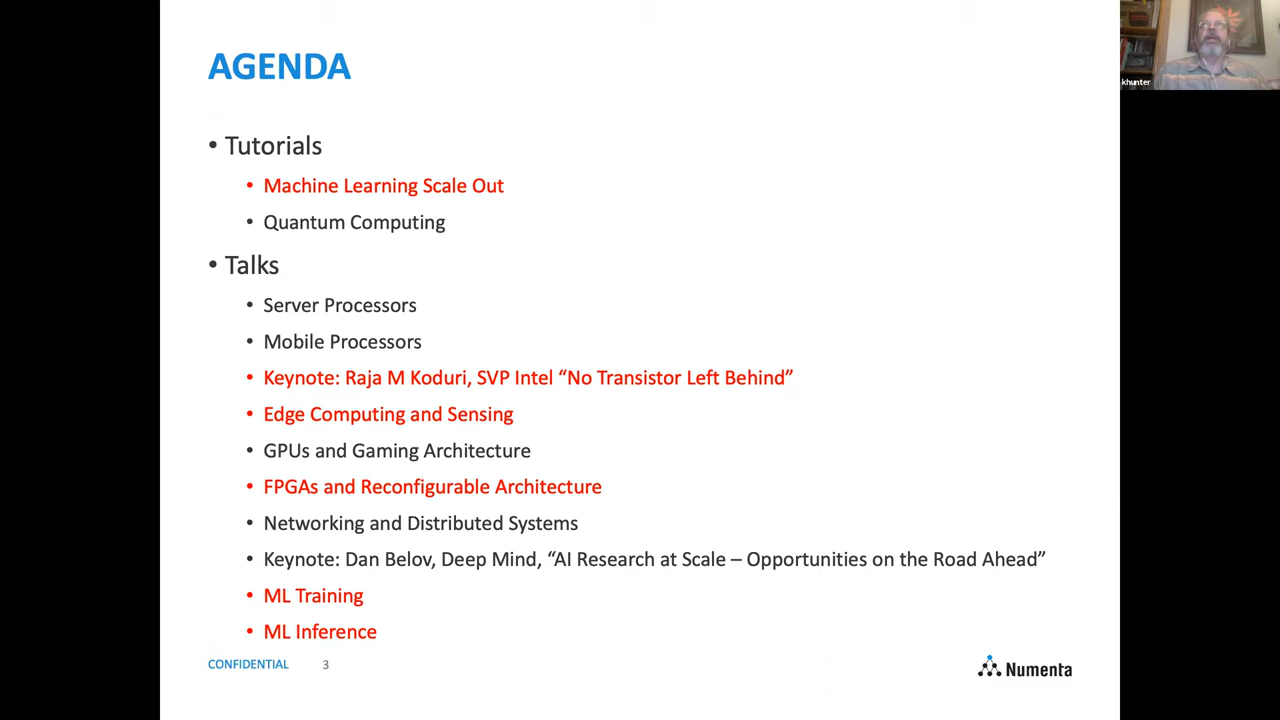 AGENDA
khunter
• Tutorials
• Machine Learning Scale Out
• Quantum Computing
• Talks
• Server Processors
• Mobile Processors
• Keynote: Raja M Koduri, SVP Intel “No Transistor Left Behind”
• Edge Computing and Sensing
• GPUs and Gaming Architecture
• FPGAs and Reconfigurable Architecture
• Networking and Distributed Systems
• Keynote: Dan Belov, Deep Mind, “AI Research at Scale – Opportunities on the Road Ahead”
• ML Training
• ML Inference
CONFIDENTIAL 3
Numenta